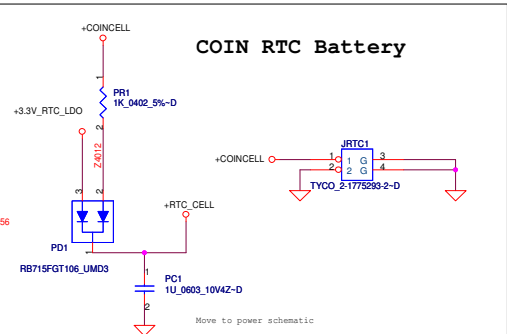 +COINCELL
COIN RTC Battery
1
PR1
1K_0402_5%~D
+3.3V_RTC_LDO
2
Z4012
JRTC1
+COINCELL
1 1 G 3
2 2 G 4
TYCO_2-1775293-2~D
3 2
+RTC_CELL
56
PD1
1
RB715FGT106_UMD3
1
PC1
1U_0603_10V4Z~D
2
Move to power schematic